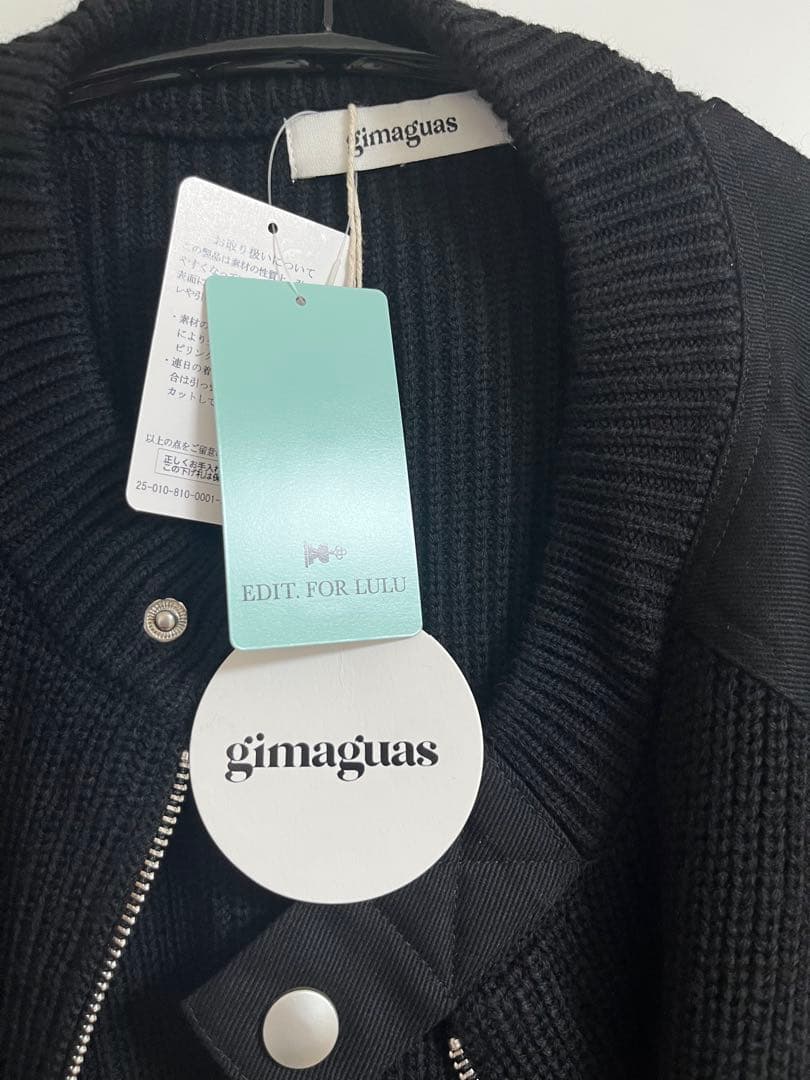 gimaguas
お取り扱いについて
この製品は素材の性質上
やすくなって
表面に
レや引
・素材の
により
ピリング
・連日の着
合は引っ
カットして
以上の点をご留意
正しくお手入れ
この下げ札は保
25-010-810-0001-
EDIT. FOR LULU
gimaguas